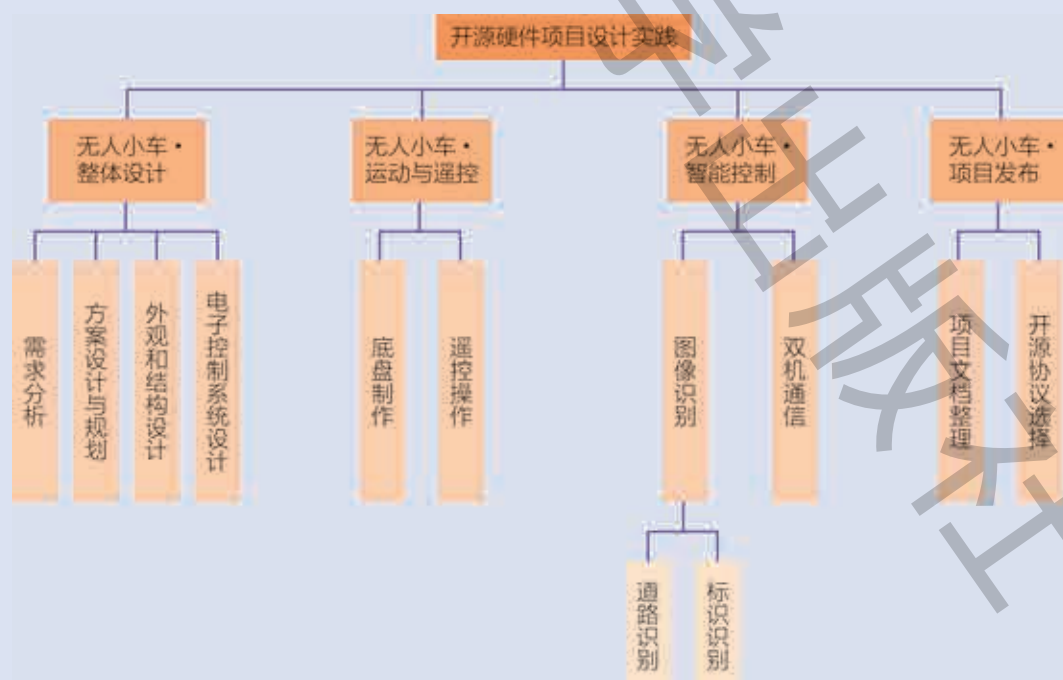 开源硬件项目设计实践
无人小车·
整体设计
无人小车·
运动与遥控
无人小车·
智能控制
无人小车·
项目发布
需求分析
方案设计与规划
外观和结构设计
电子控制系统设计
底盘制作
遥控操作
图像识别
双机通信
项目文档整理
开源协议选择
道路识别
标识识别
出版社